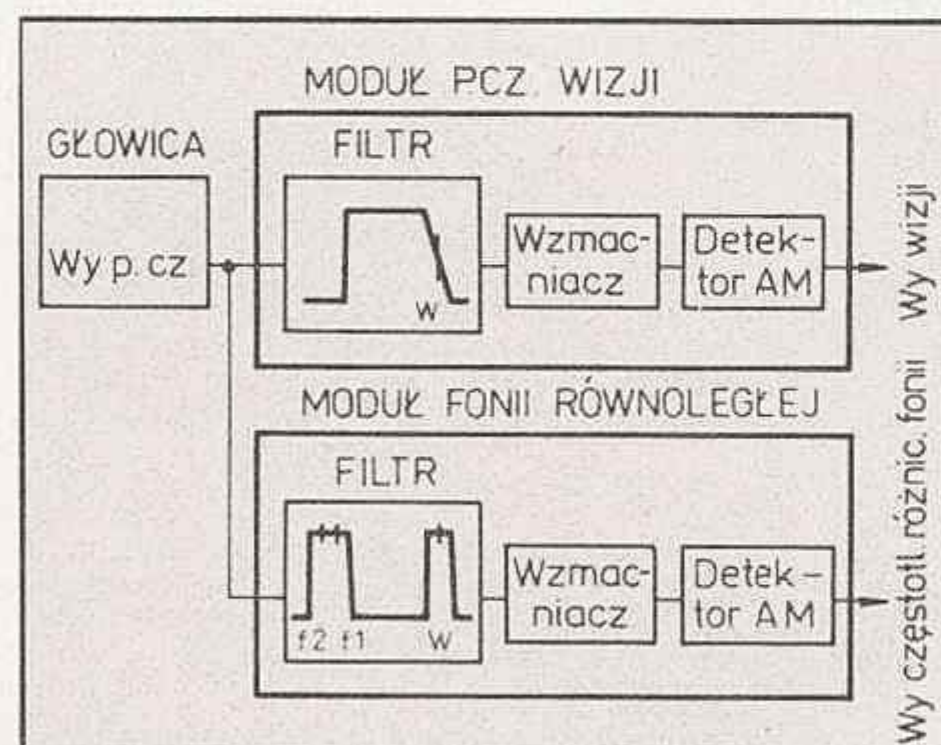 MODUŁ PCZ. WIZJI
GŁOWICA
FILTR
Wy p. cz
W
Wzmac-
niacz
Detek-
tor AM
Wy wizji
MODUŁ FONII RÓWNOLEGŁEJ
FILTR
f2 f1 W
Wzmac-
niacz
Detek-
tor AM
Wy częstotl. różnic. fonii